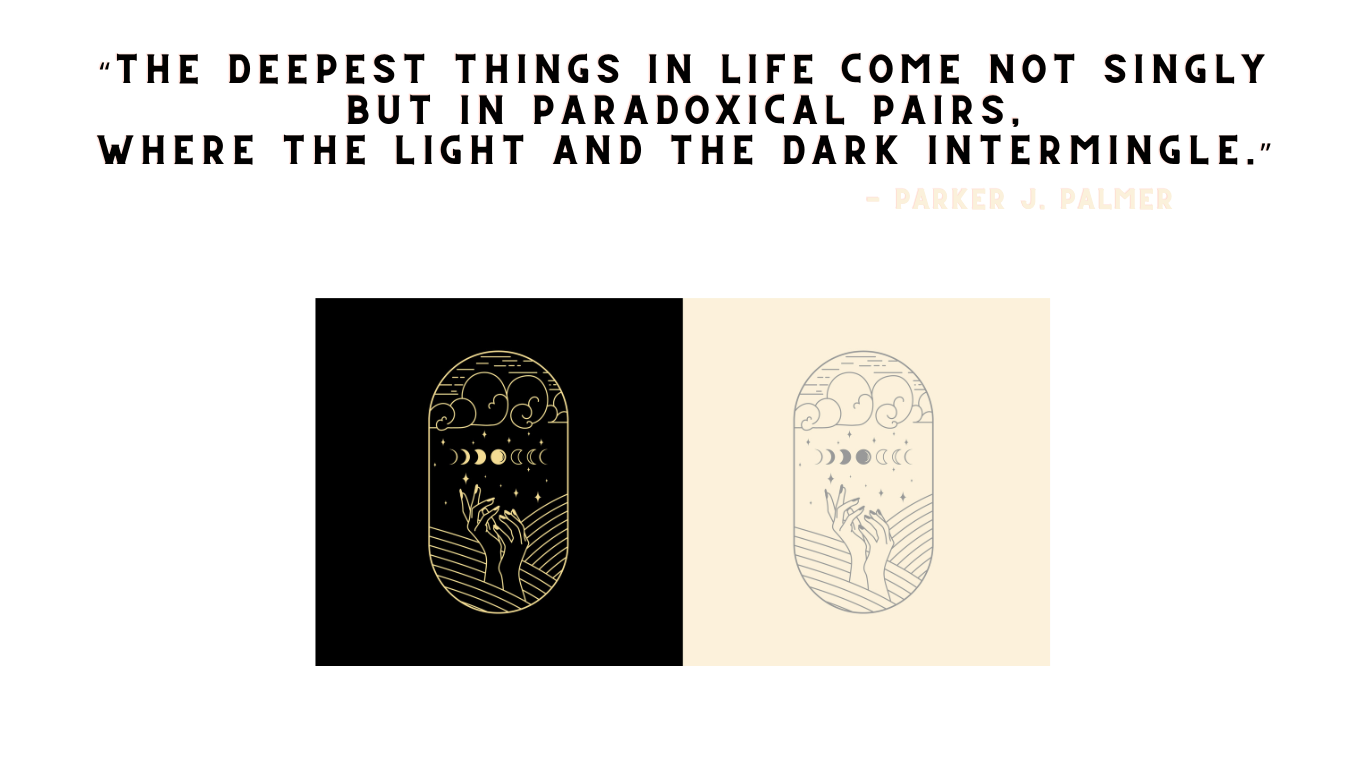 “THE DEEPEST THINGS IN LIFE COME NOT SINGLY
BUT IN PARADOXICAL PAIRS,
WHERE THE LIGHT AND THE DARK INTERMINGLE.”
- PARKER J. PALMER